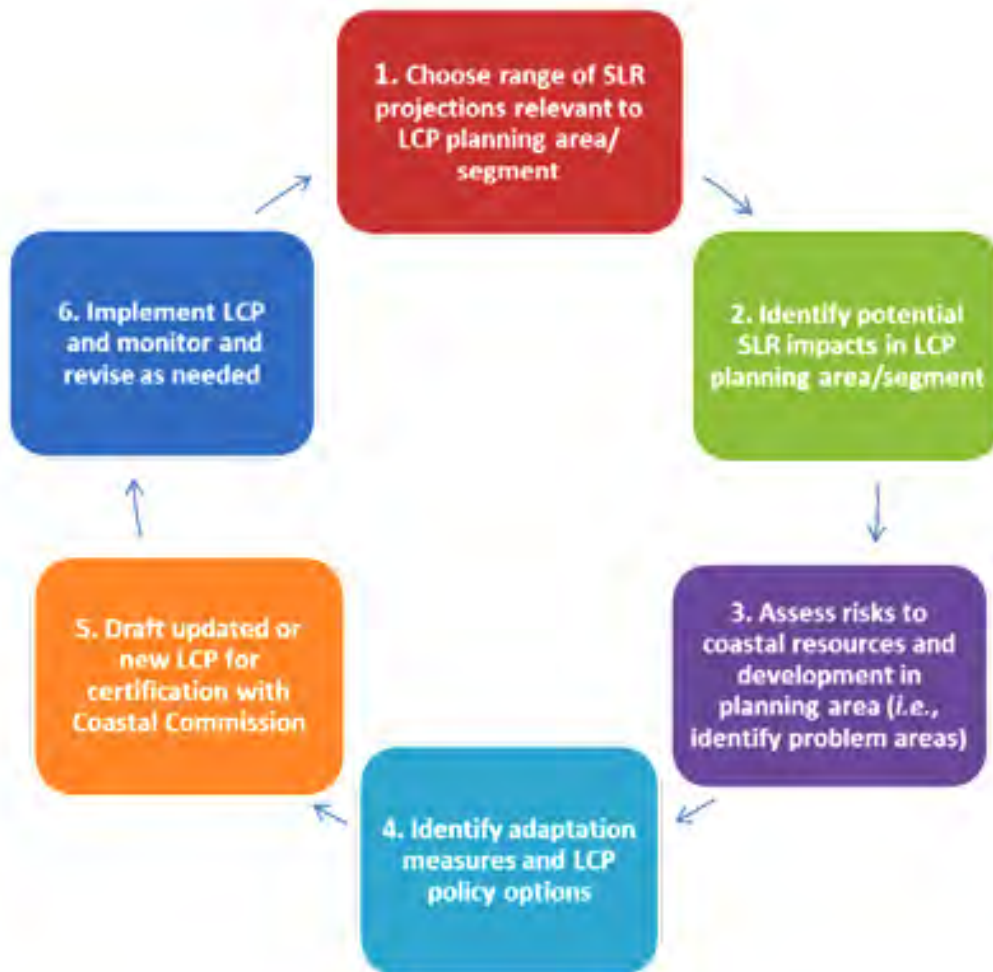 1. Choose range of SLR
projections relevant to
LCP planning area/
segment
2. Identify potential
SLR impacts in LCP
planning area/segment
3. Assess risks to
coastal resources and
development in
planning area (i.e.,
identify problem areas)
4. Identify adaptation
measures and LCP
policy options
5. Draft updated or
new LCP for
certification with
Coastal Commission
6. Implement LCP
and monitor and
revise as needed